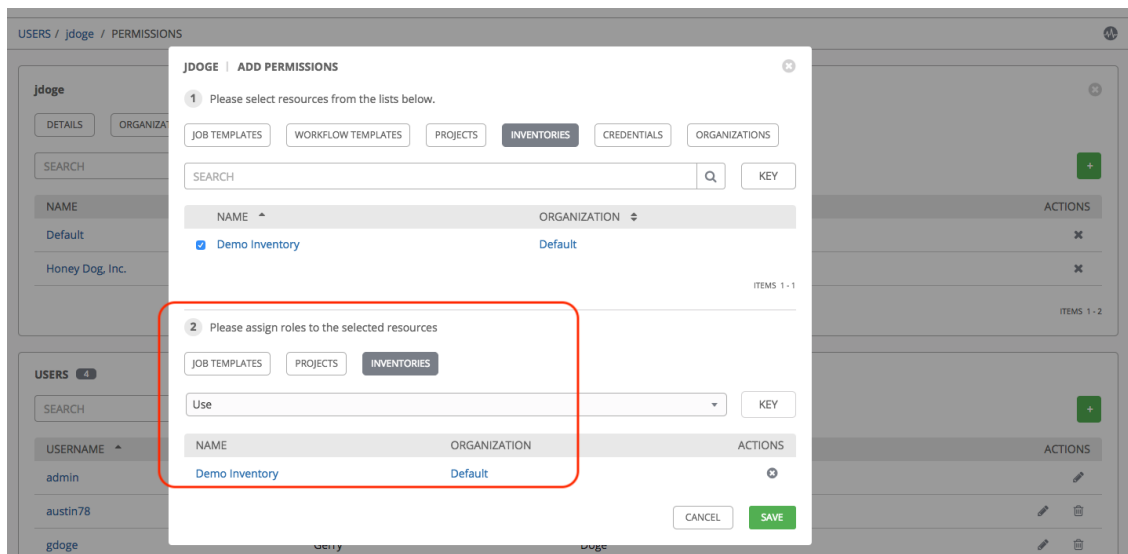 USERS / jdoge / PERMISSIONS
JDOGE | ADD PERMISSIONS
jdoge
1 Please select resources from the lists below.
DETAILS
JOB TEMPLATES WORKFLOW TEMPLATES PROJECTS INVENTORIES CREDENTIALS ORGANIZATIONS
SEARCH
SEARCH KEY
+
NAME
NAME ORGANIZATION
ACTIONS
Default
Demo Inventory Default
Honey Dog, Inc.
ITEMS 1 - 1
ITEMS 1 - 2
2 Please assign roles to the selected resources
JOB TEMPLATES PROJECTS INVENTORIES
USERS 4
SEARCH
Use KEY
+
USERNAME
NAME ORGANIZATION ACTIONS
ACTIONS
admin
Demo Inventory Default
austin78
CANCEL SAVE
gdoge Gerry Doge